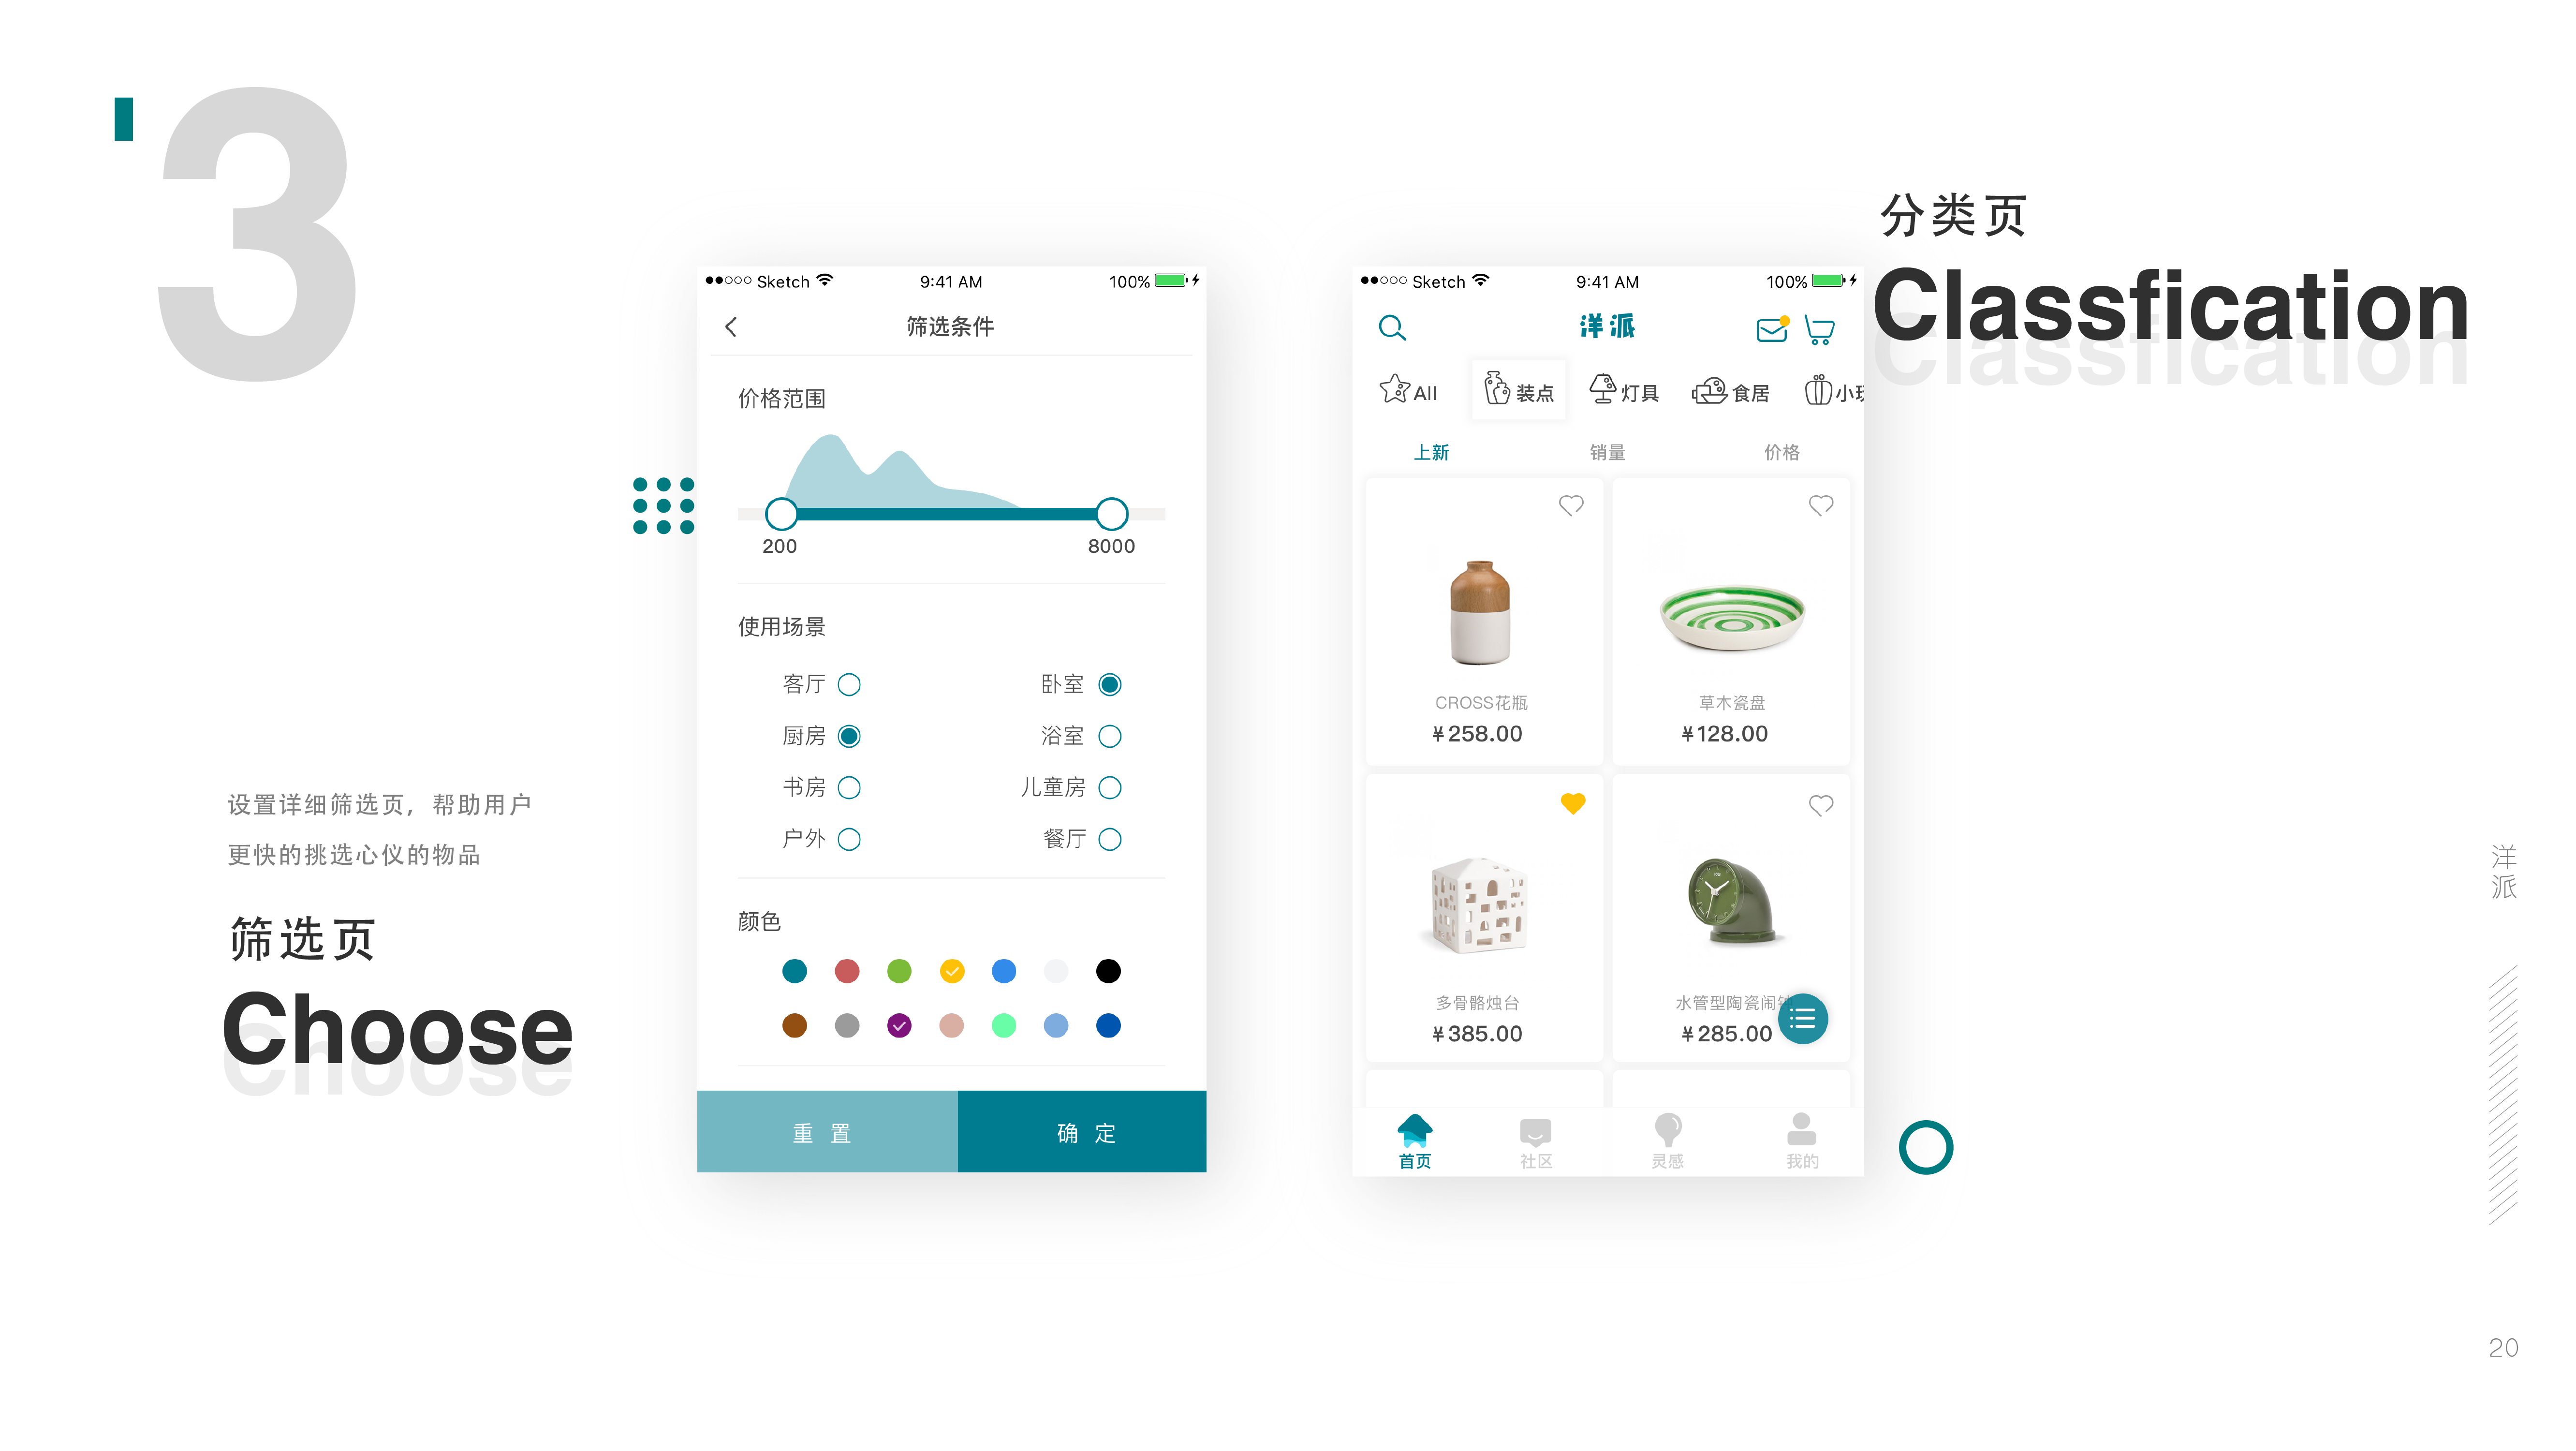 3
设置详细筛选页，帮助用户
更快的挑选心仪的物品
筛选页
Choose
Sketch 9:41 AM 100%
筛选条件
价格范围
200 8000
使用场景
客厅 卧室
厨房 浴室
书房 儿童房
户外 餐厅
颜色
重 置 确 定
分类页
Classfication
Sketch 9:41 AM 100%
洋派
All 装点 灯具 食居 小
上新 销量 价格
CROSS花瓶 草木瓷盘
¥258.00 ¥128.00
多骨骼烛台 水管型陶瓷闹
¥385.00 ¥285.00
首页 社区 灵感 我的
洋派
20